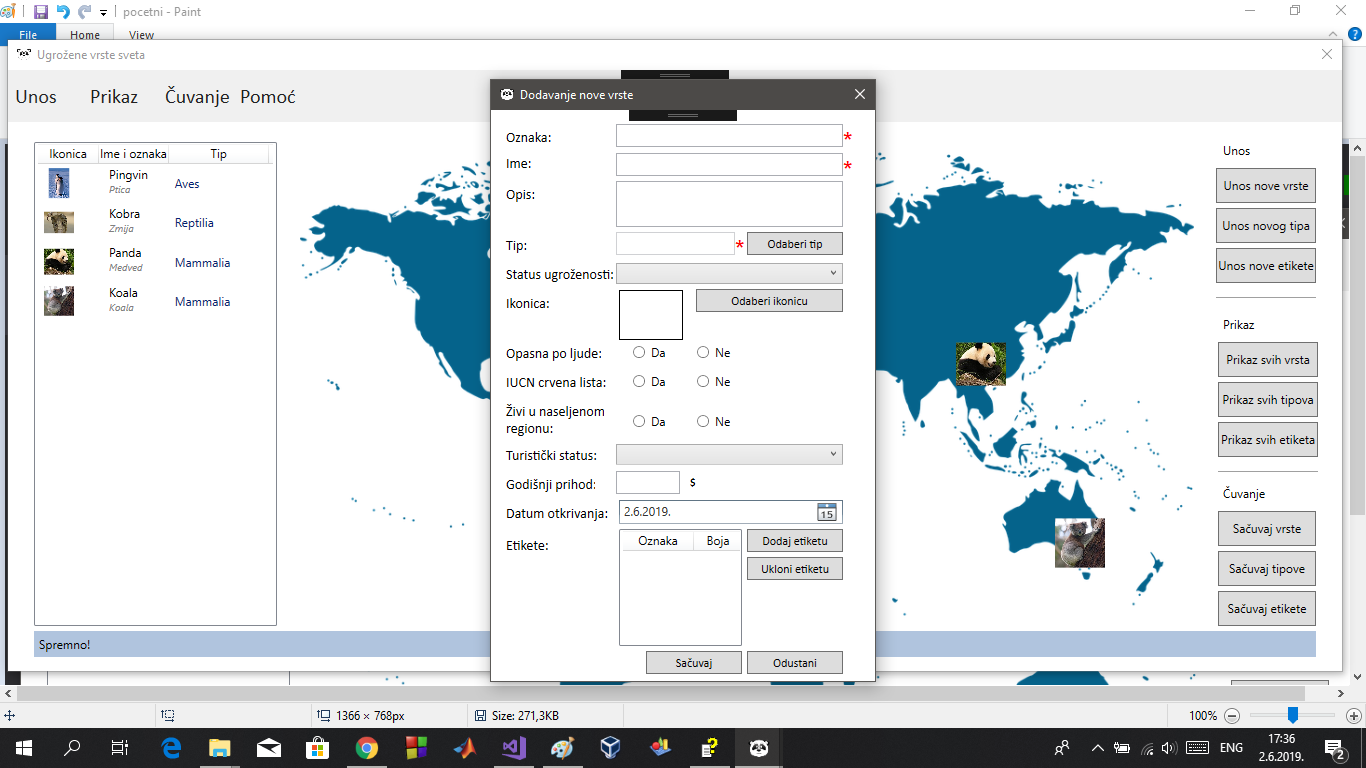 pocetni - Paint
File Home View
Ugrožene vrste sveta
Unos Prikaz Čuvanje Pomoć
Ikonica Ime i oznaka Tip
Pingvin
Ptica
Aves
Kobra
Zmija
Reptilia
Panda
Medved
Mammalia
Koala
Koala
Mammalia
Dodavanje nove vrste
Oznaka: *
Ime: *
Opis:
Tip: * Odaberi tip
Status ugroženosti:
Ikonica: Odaberi ikonicu
Opasna po ljude: Da Ne
IUCN crvena lista: Da Ne
Živi u naseljenom
regionu: Da Ne
Turistički status:
Godišnji prihod: $
Datum otkrivanja: 2.6.2019. 15
Etikete: Oznaka Boja Dodaj etiketu
Ukloni etiketu
Sačuvaj Odustani
Unos
Unos nove vrste
Unos novog tipa
Unos nove etikete
Prikaz
Prikaz svih vrsta
Prikaz svih tipova
Prikaz svih etiketa
Čuvanje
Sačuvaj vrste
Sačuvaj tipove
Sačuvaj etikete
Spremno!
1366 × 768px Size: 271,3KB 100%
ENG 17:36
2.6.2019. 2